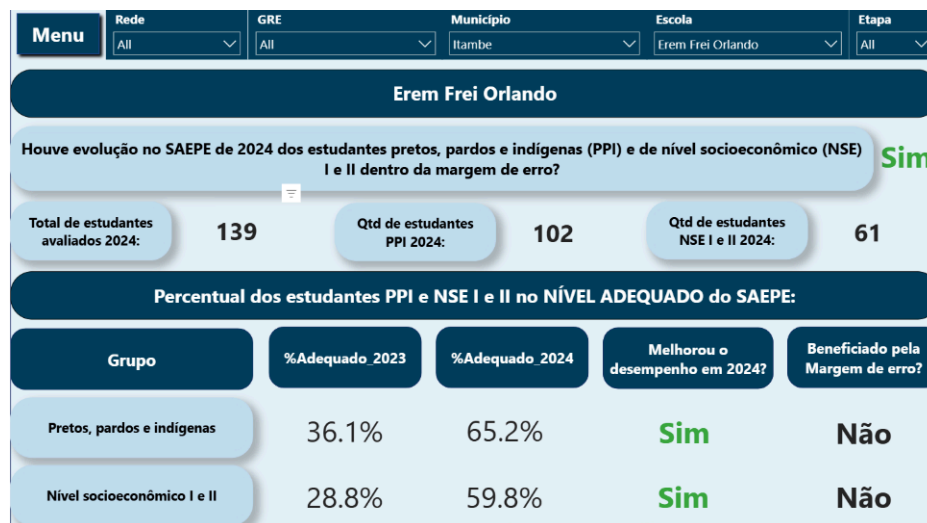 Menu
Rede
GRE
Município
Escola
Etapa
All
All
Itambe
Erem Frei Orlando
All
Erem Frei Orlando
Houve evolução no SAEPE de 2024 dos estudantes pretos, pardos e indígenas (PPI) e de nível socioeconômico (NSE)
I e II dentro da margem de erro?
Sim
Total de estudantes
avaliados 2024:
139
Qtd de estudantes
PPI 2024:
102
Qtd de estudantes
NSE I e II 2024:
61
Percentual dos estudantes PPI e NSE I e II no NÍVEL ADEQUADO do SAEPE:
Grupo
%Adequado_2023
%Adequado_2024
Melhorou o
desempenho em 2024?
Beneficiado pela
Margem de erro?
Pretos, pardos e indígenas
36.1%
65.2%
Sim
Não
Nível socioeconômico I e II
28.8%
59.8%
Sim
Não